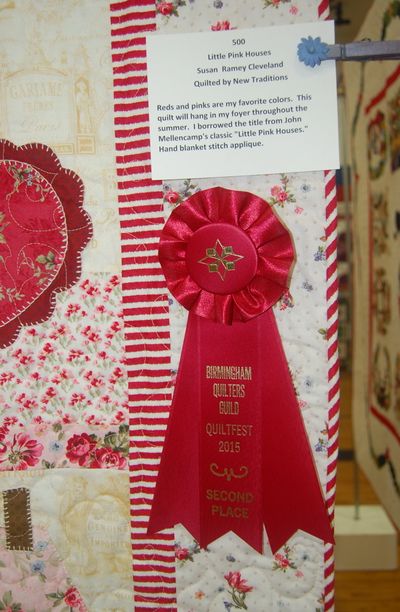 500
Little Pink Houses
Susan Ramey Cleveland
Quilted by New Traditions
Reds and pinks are my favorite colors. This
quilt will hang in my foyer throughout the
summer. I borrowed the title from John
Mellencamp's classic "Little Pink Houses."
Hand blanket stitch applique.
BIRMINGHAM
QUILTERS
GUILD
QUILTFEST
2015
SECOND
PLACE